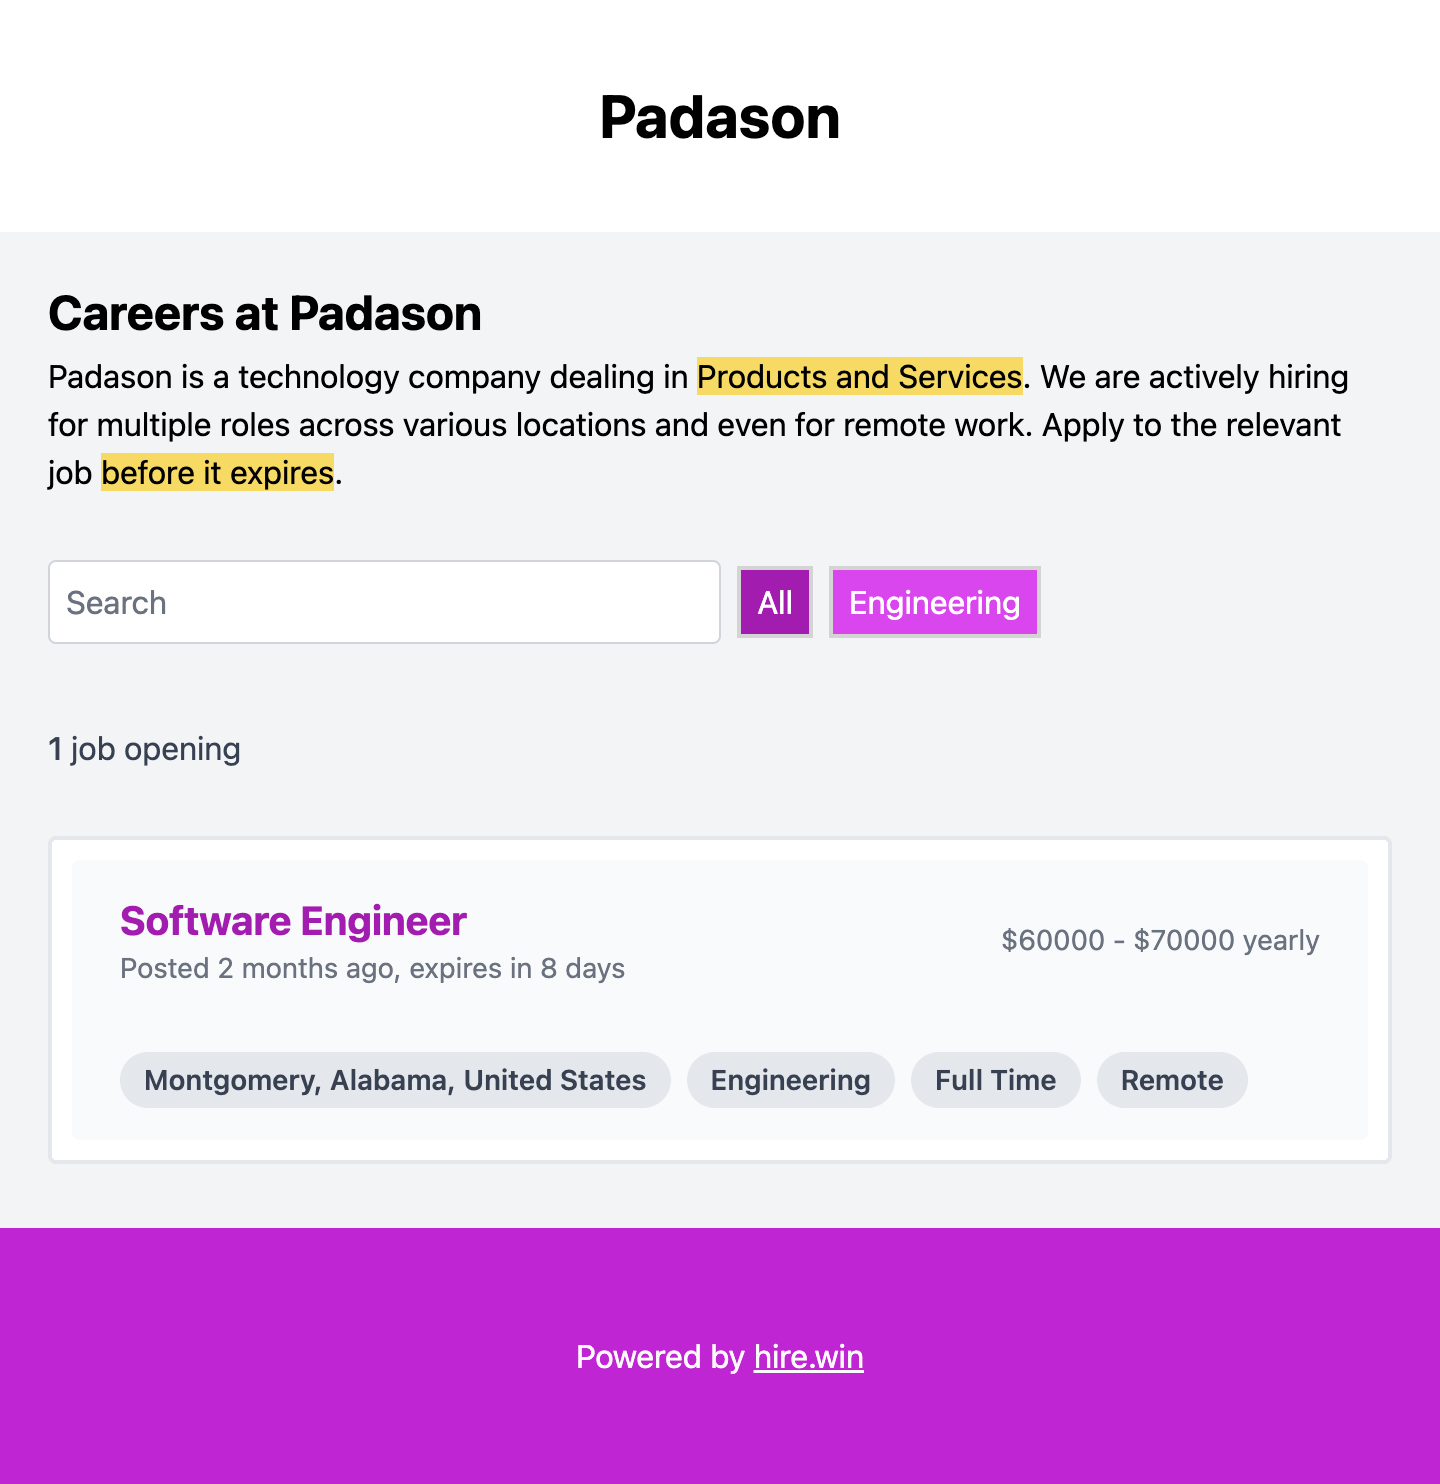 Padason
Careers at Padason
Padason is a technology company dealing in Products and Services. We are actively hiring
for multiple roles across various locations and even for remote work. Apply to the relevant
job before it expires.
Search
All
Engineering
1 job opening
Software Engineer
$60000 - $70000 yearly
Posted 2 months ago, expires in 8 days
Montgomery, Alabama, United States
Engineering
Full Time
Remote
Powered by hire.win